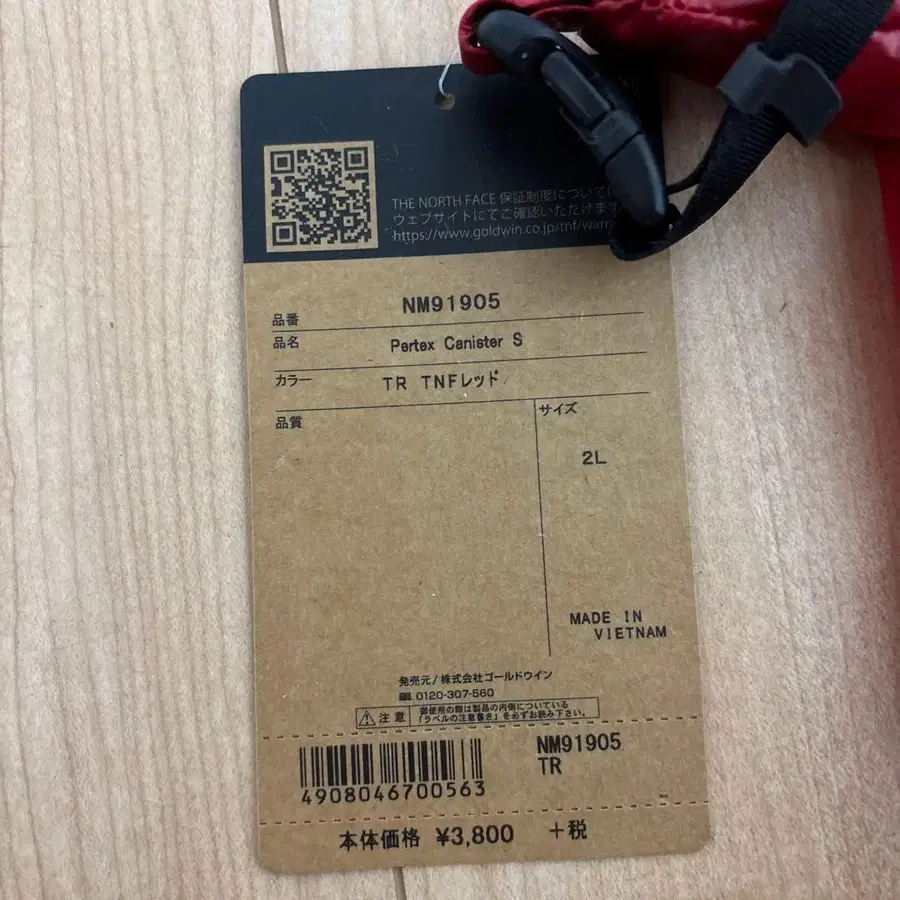 THE NORTH FACE 保証制度について
ウェブサイトにてご確認いただけます
https://www.goldwin.co.jp/tnf/warr
品番 NM91905
品名 Pertex Canister S
カラー TR TNFレッド
品質
サイズ
2L
MADE IN
VIETNAM
発売元/株式会社ゴールドウイン
0120-307-560
注意
御使用の際は製品の内側についている
「ラベルの注意書き」を必ずお読み下さい。
NM91905
TR
4908046700563
本体価格 ¥3,800 +税